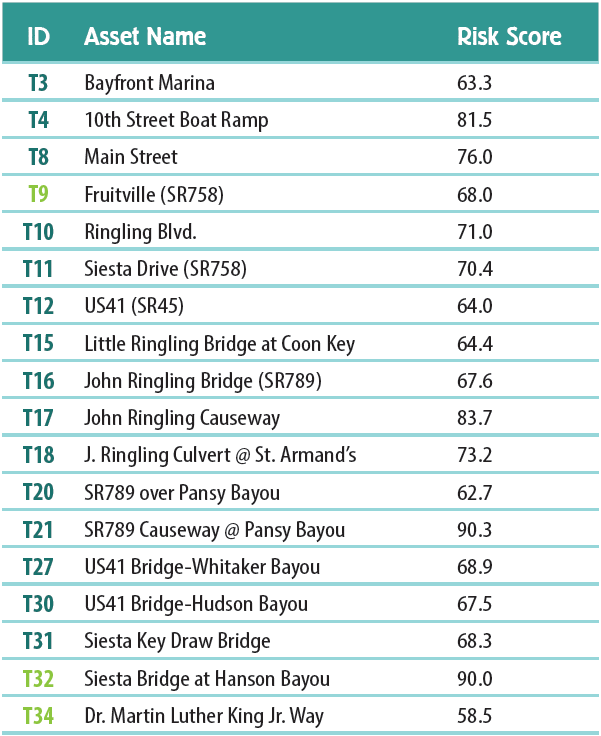 ID Asset Name Risk Score
T3 Bayfront Marina 63.3
T4 10th Street Boat Ramp 81.5
T8 Main Street 76.0
T9 Fruitville (SR758) 68.0
T10 Ringling Blvd. 71.0
T11 Siesta Drive (SR758) 70.4
T12 US41 (SR45) 64.0
T15 Little Ringling Bridge at Coon Key 64.4
T16 John Ringling Bridge (SR789) 67.6
T17 John Ringling Causeway 83.7
T18 J. Ringling Culvert @ St. Armand's 73.2
T20 SR789 over Pansy Bayou 62.7
T21 SR789 Causeway @ Pansy Bayou 90.3
T27 US41 Bridge-Whitaker Bayou 68.9
T30 US41 Bridge-Hudson Bayou 67.5
T31 Siesta Key Draw Bridge 68.3
T32 Siesta Bridge at Hanson Bayou 90.0
T34 Dr. Martin Luther King Jr. Way 58.5